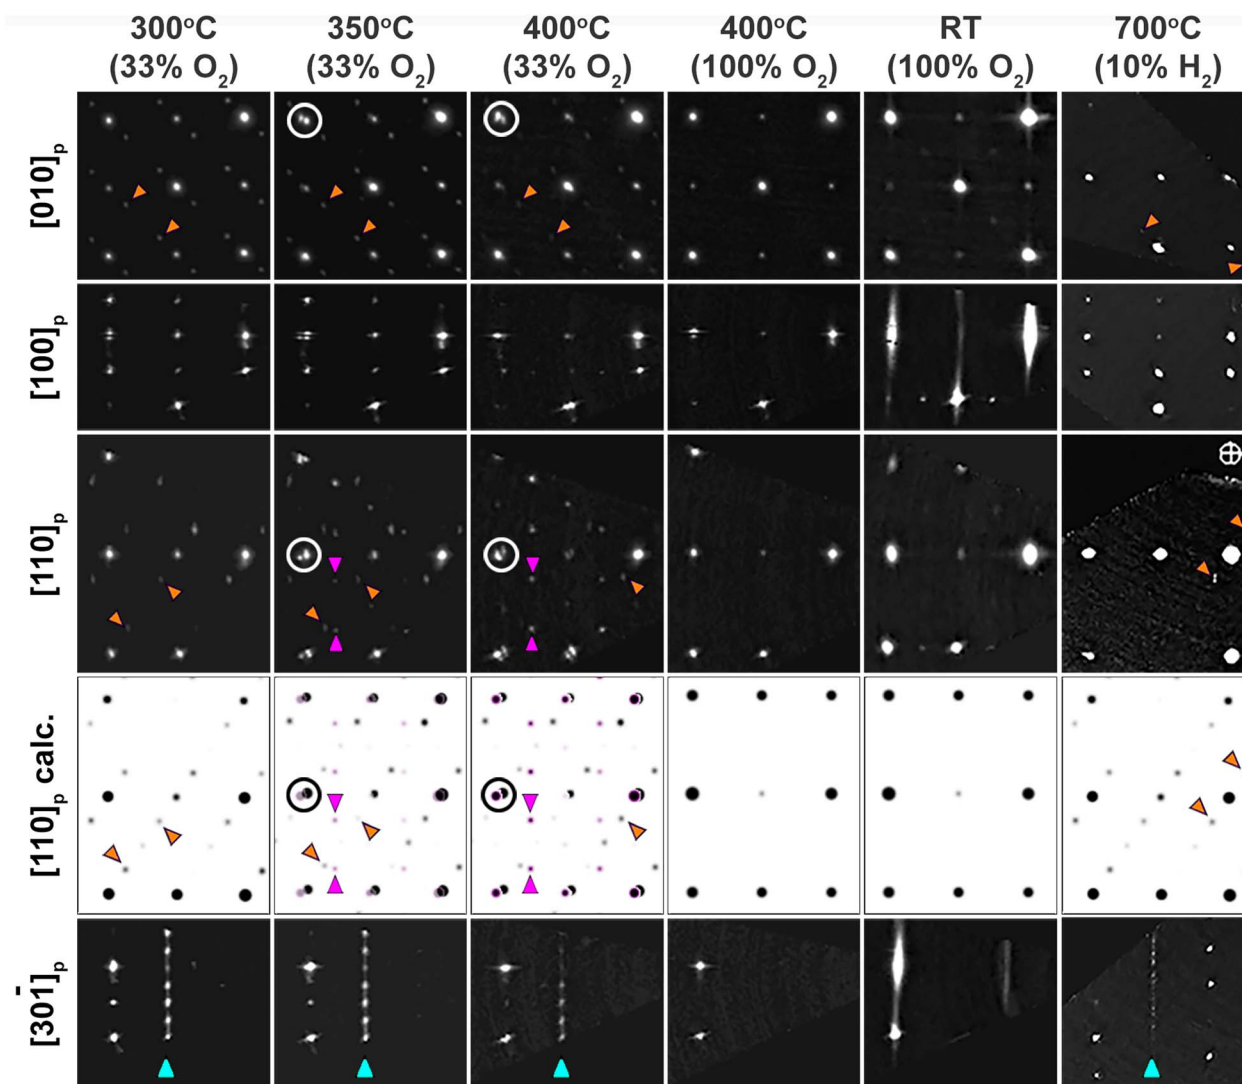 300°C 350°C 400°C 400°C RT 700°C
(33% O₂) (33% O₂) (33% O₂) (100% O₂) (100% O₂) (10% H₂)
[010]ₚ
[100]ₚ
[110]ₚ
[110]ₚ calc.
[301̄]ₚ